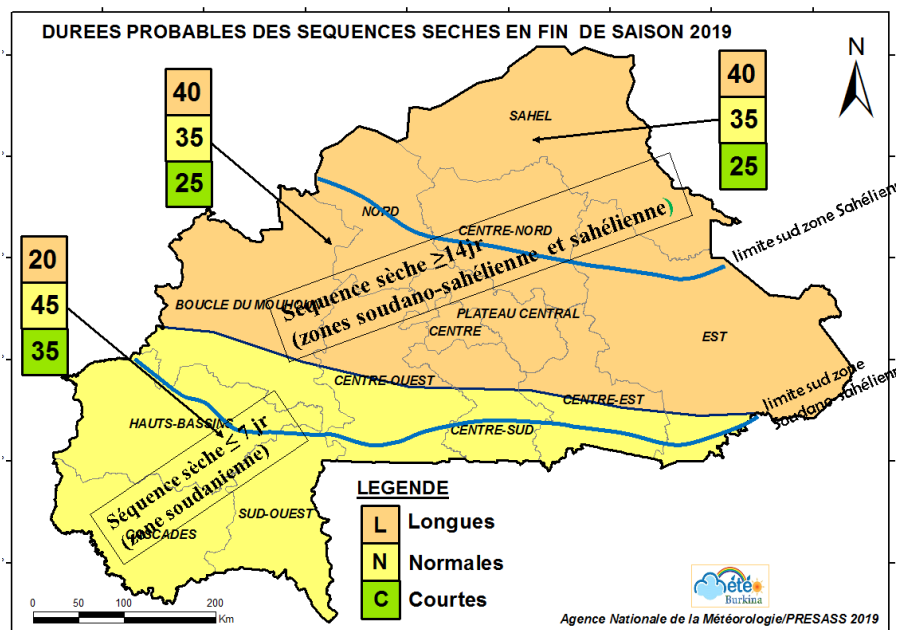 DUREES PROBABLES DES SEQUENCES SECHES EN FIN DE SAISON 2019
N
40
35
25
40
35
25
20
45
35
SAHEL
NORD
CENTRE-NORD
limite sud zone Sahélienne
Séquence sèche ≥14jr
(zones soudano-sahélienne et sahélienne)
BOUCLE DU MOUHOUN
PLATEAU CENTRAL
CENTRE
EST
CENTRE-OUEST
CENTRE-EST
limite sud zone
Soudano-Sahélienne
HAUTS-BASSINS
CENTRE-SUD
Séquence sèche ≤ 7 jr
(zone soudanienne)
SUD-OUEST
CASCADES
LEGENDE
L Longues
N Normales
C Courtes
0 50 100 200
Km
Météo
Burkina
Agence Nationale de la Météorologie/PRESASS 2019